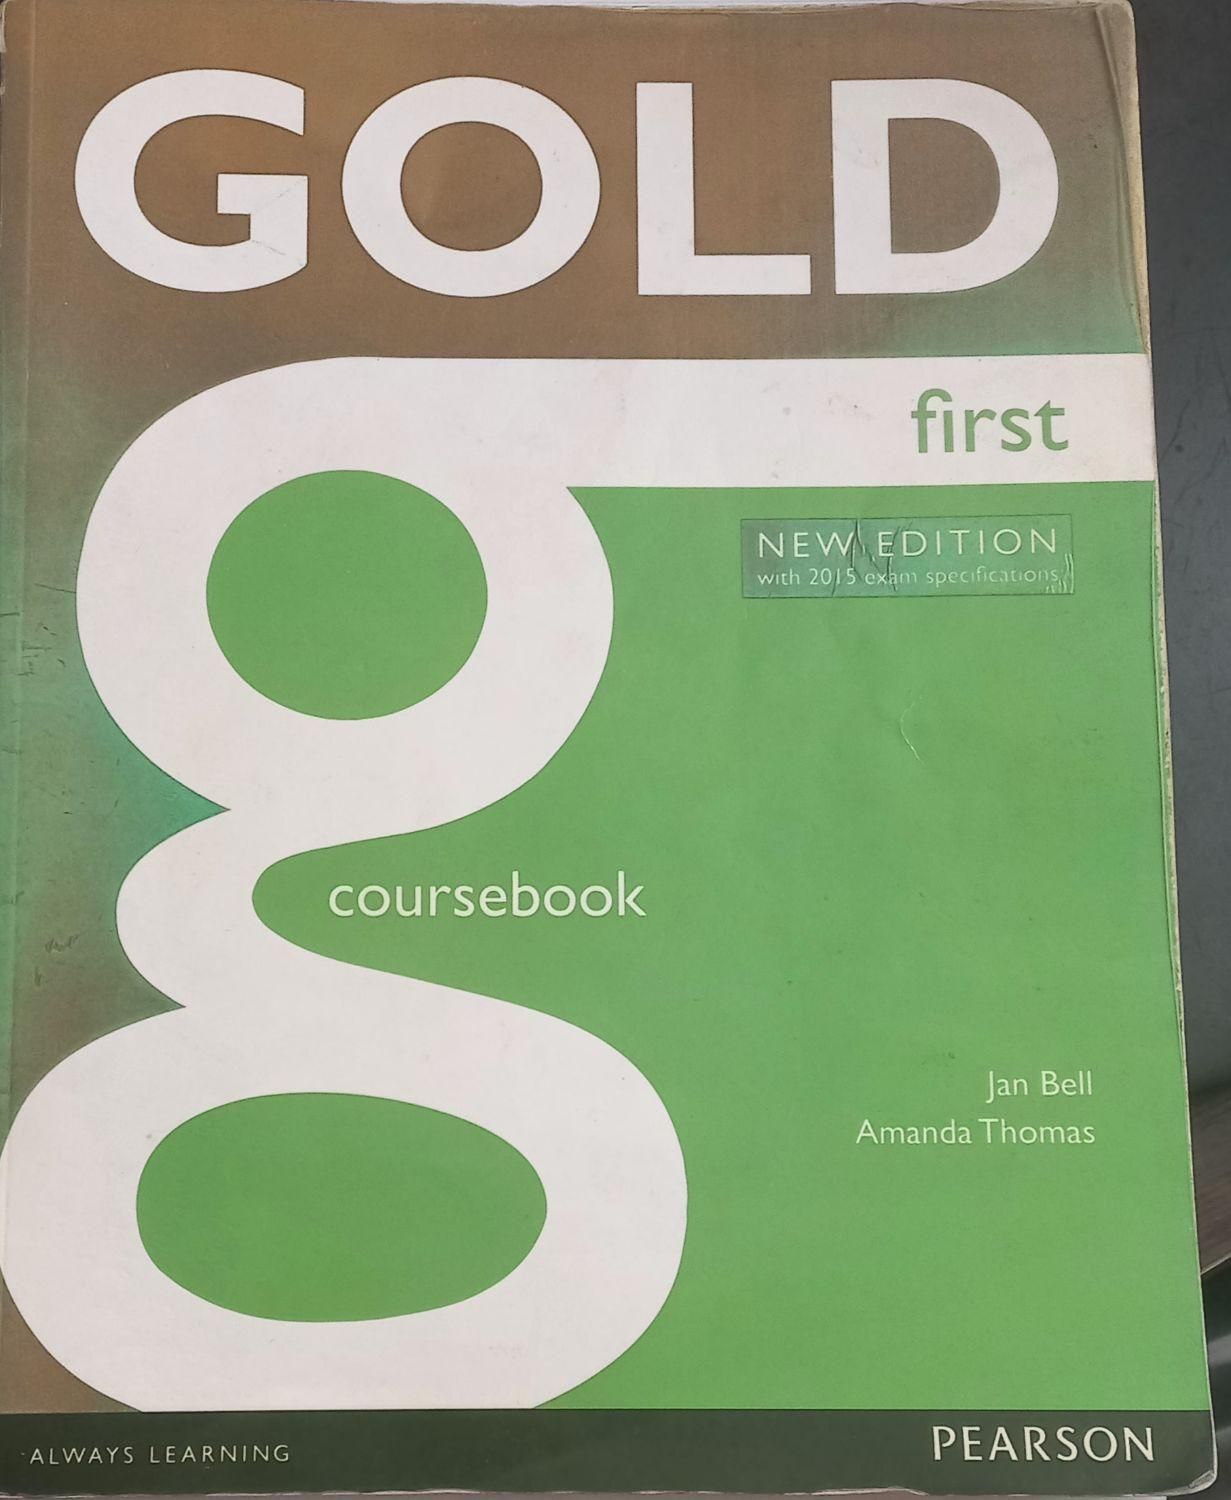 GOLD
first
NEW EDITION
with 2015 exam specifications
coursebook
Jan Bell
Amanda Thomas
ALWAYS LEARNING
PEARSON